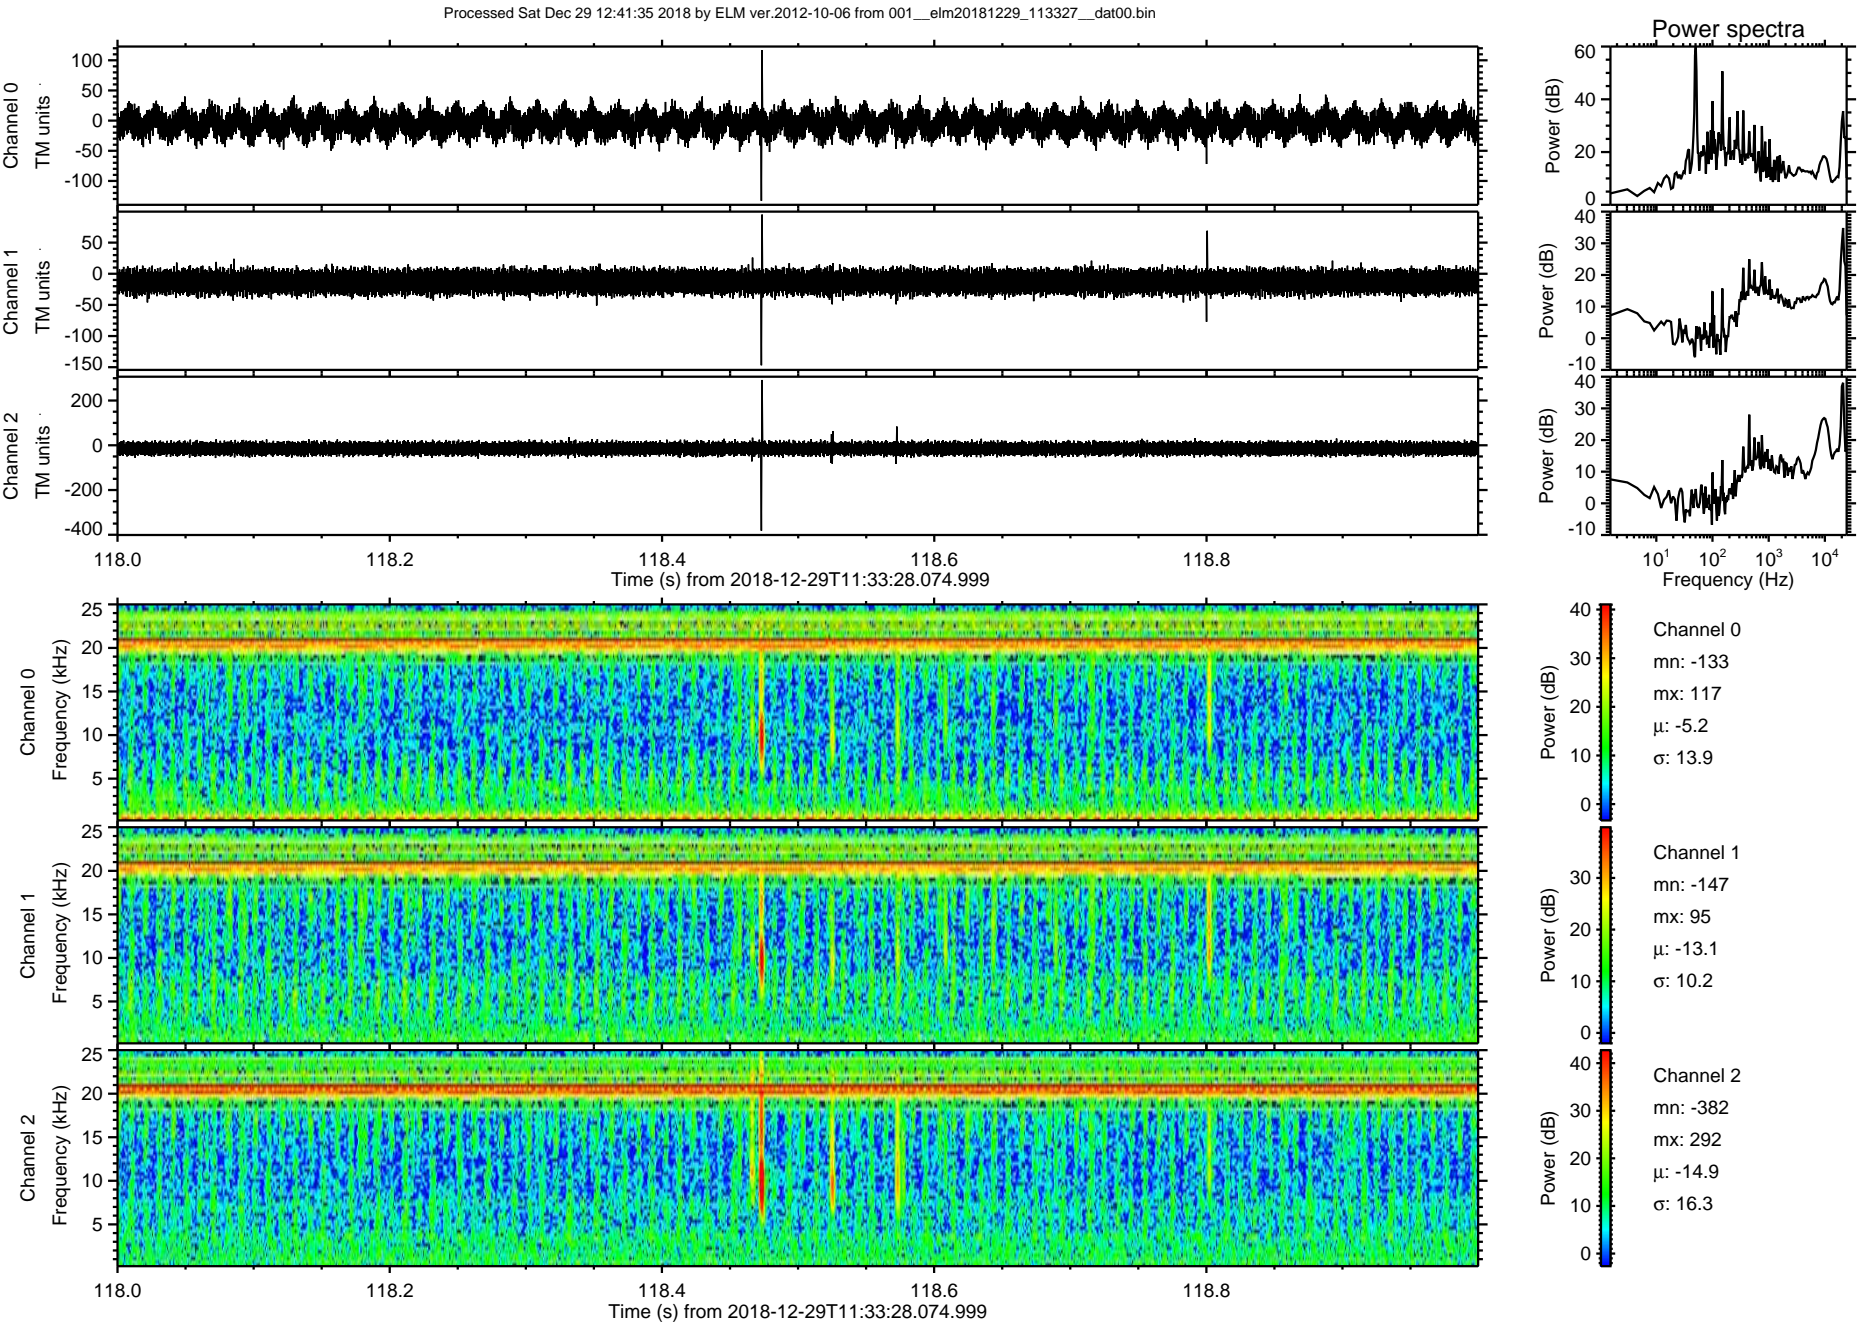 Processed Sat Dec 29 12:41:35 2018 by ELM ver.2012-10-06 from 001__elm20181229_113327__dat00.bin
Power spectra
Channel 0
TM units
100
50
0
-50
-100
Power (dB)
60
40
20
0
Channel 1
TM units
50
0
-50
-100
-150
Power (dB)
40
30
20
10
0
-10
Channel 2
TM units
200
0
-200
-400
Power (dB)
40
30
20
10
0
-10
118.0 118.2 118.4 118.6 118.8
Time (s) from 2018-12-29T11:33:28.074.999
10¹ 10² 10³ 10⁴
Frequency (Hz)
Channel 0
Frequency (kHz)
25
20
15
10
5
Power (dB)
40
30
20
10
0
Channel 0
mn: -133
mx: 117
μ: -5.2
σ: 13.9
Channel 1
Frequency (kHz)
25
20
15
10
5
Power (dB)
30
20
10
0
Channel 1
mn: -147
mx: 95
μ: -13.1
σ: 10.2
Channel 2
Frequency (kHz)
25
20
15
10
5
Power (dB)
40
30
20
10
0
Channel 2
mn: -382
mx: 292
μ: -14.9
σ: 16.3
118.0 118.2 118.4 118.6 118.8
Time (s) from 2018-12-29T11:33:28.074.999